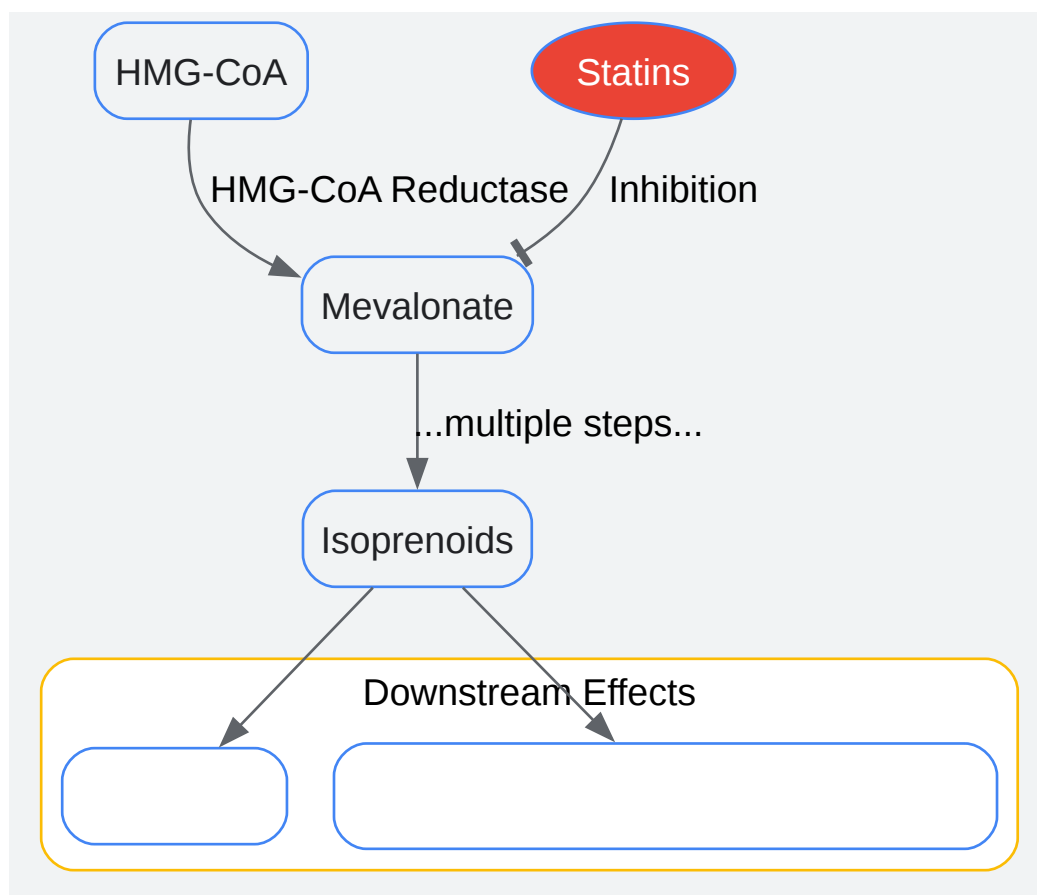 HMG-CoA
Statins
HMG-CoA Reductase
Inhibition
Mevalonate
...multiple steps...
Isoprenoids
Downstream Effects